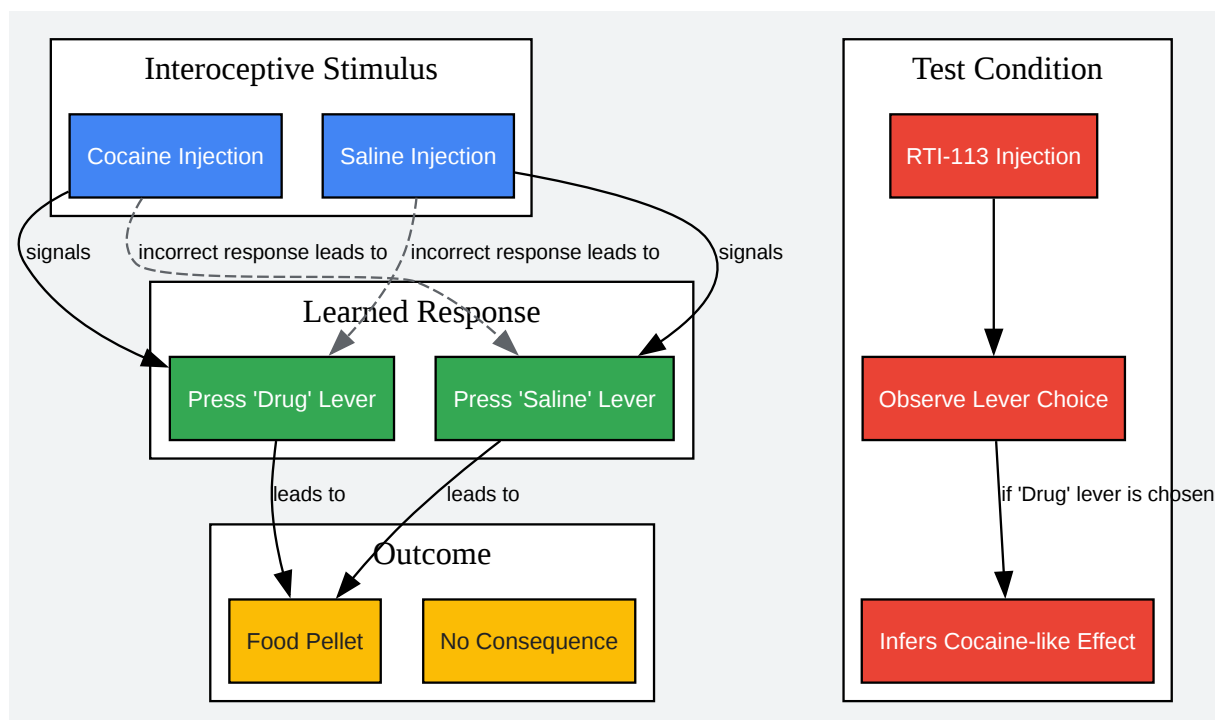 Interoceptive Stimulus
Cocaine Injection
Saline Injection
signals
incorrect response leads to
incorrect response leads to
signals
Learned Response
Press 'Drug' Lever
Press 'Saline' Lever
leads to
leads to
Outcome
Food Pellet
No Consequence
Test Condition
RTI-113 Injection
Observe Lever Choice
if 'Drug' lever is chosen
Infers Cocaine-like Effect